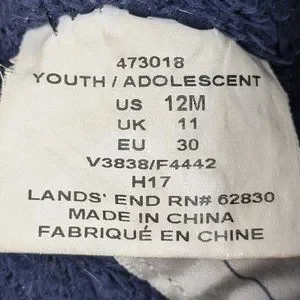 473018
YOUTH / ADOLESCENT
US 12M
UK 11
EU 30
V3838/F4442
H17
LANDS' END RN# 62830
MADE IN CHINA
FABRIQUÉ EN CHINE